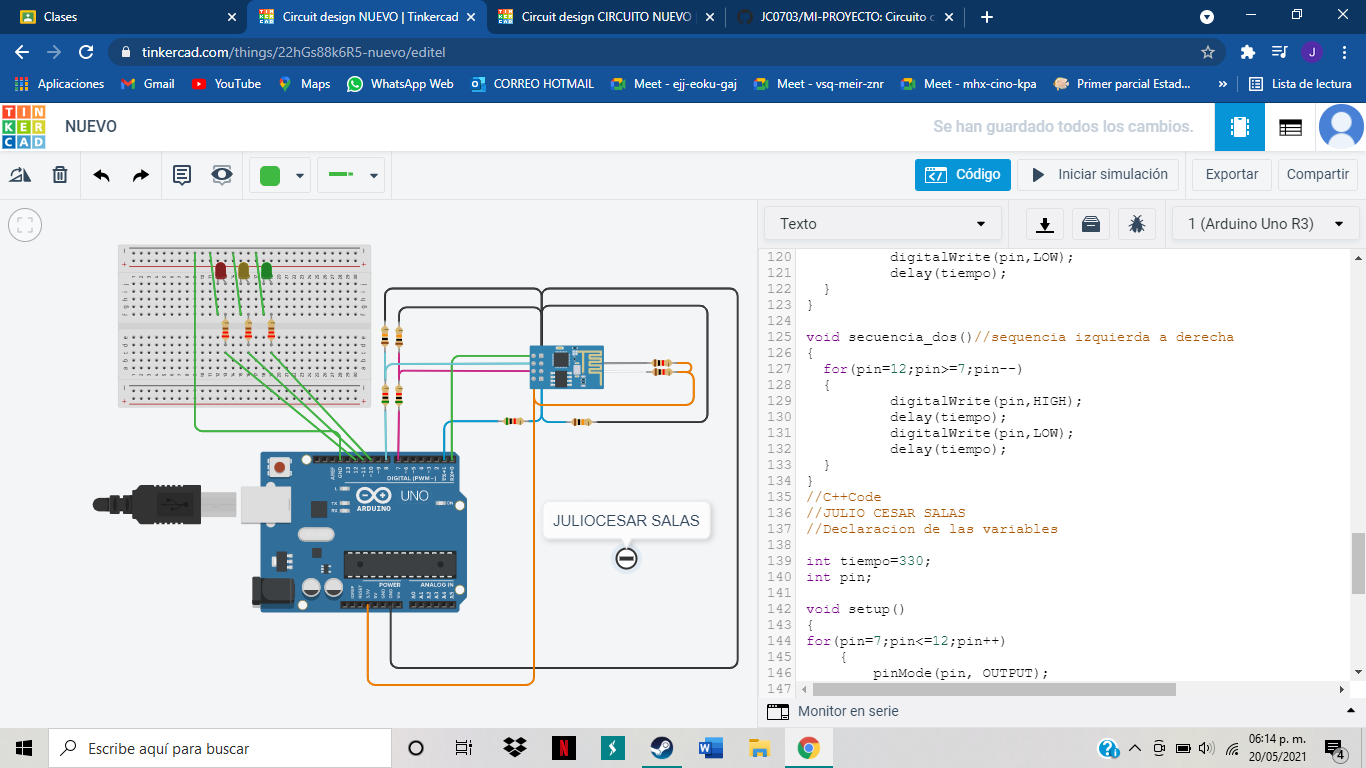 Clases
Circuit design NUEVO | Tinkercad
Circuit design CIRCUITO NUEVO
JC0703/MI-PROYECTO: Circuito c
tinkercad.com/things/22hGs88k6R5-nuevo/editel
J
Aplicaciones
Gmail
YouTube
Maps
WhatsApp Web
CORREO HOTMAIL
Meet - ejj-eoku-gaj
Meet - vsq-meir-znr
Meet - mhx-cino-kpa
Primer parcial Estad...
»
Lista de lectura
TIN
KER
CAD
NUEVO
Se han guardado todos los cambios.
Código
Iniciar simulación
Exportar
Compartir
Texto
1 (Arduino Uno R3)
120 digitalWrite(pin,LOW);
121 delay(tiempo);
122 }
123 }
124
125 void secuencia_dos()//sequencia izquierda a derecha
126 {
127 for(pin=12;pin>=7;pin--)
128 {
129 digitalWrite(pin,HIGH);
130 delay(tiempo);
131 digitalWrite(pin,LOW);
132 delay(tiempo);
133 }
134 }
135 //C++Code
136 //JULIO CESAR SALAS
137 //Declaracion de las variables
138
139 int tiempo=330;
140 int pin;
141
142 void setup()
143 {
144 for(pin=7;pin<=12;pin++)
145 {
146 pinMode(pin, OUTPUT);
147
Monitor en serie
DIGITAL (PWM~)
UNO
ARDUINO
POWER
ANALOG IN
JULIOCESAR SALAS
Escribe aquí para buscar
06:14 p. m.
20/05/2021
4